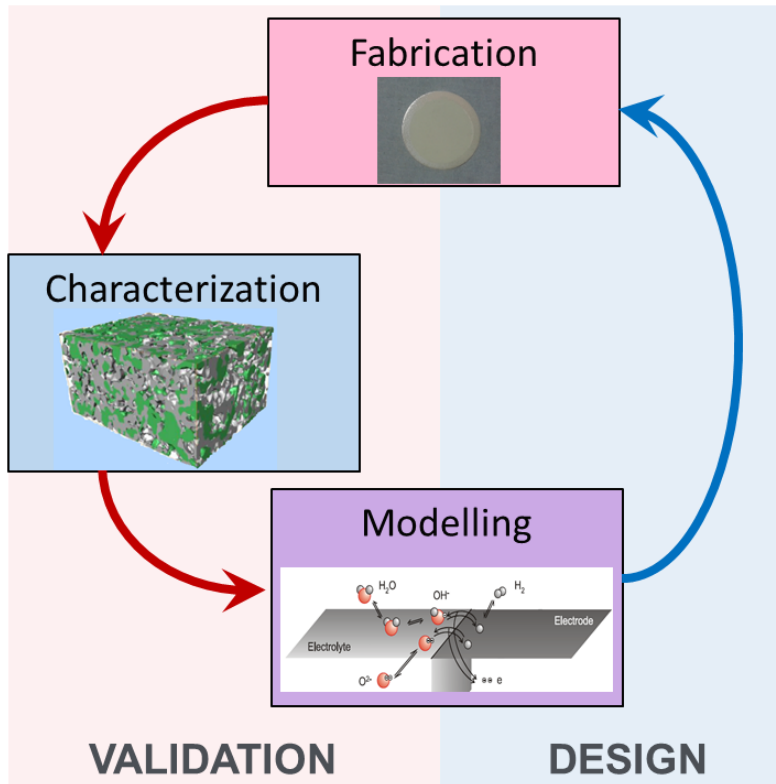 Fabrication
Characterization
Modelling
H₂O
OH⁻
H₂
Electrolyte
Electrode
O²⁻
e
VALIDATION
DESIGN